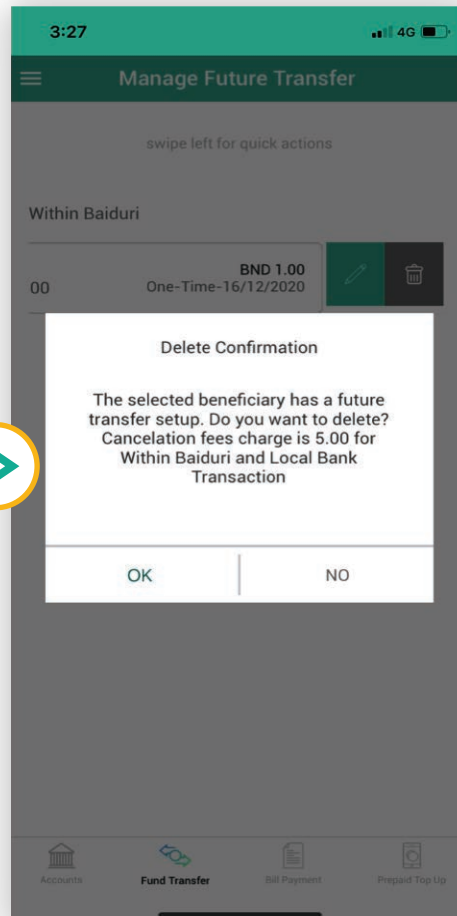 3:27
4G
Manage Future Transfer
swipe left for quick actions
Within Baiduri
BND 1.00
00
One-Time-16/12/2020
Delete Confirmation
The selected beneficiary has a future
transfer setup. Do you want to delete?
Cancelation fees charge is 5.00 for
Within Baiduri and Local Bank
Transaction
OK
NO
Accounts
Fund Transfer
Bill Payment
Prepaid Top Up